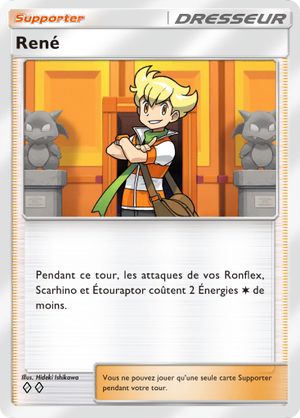 Supporter
DRESSEUR
René
Pendant ce tour, les attaques de vos Ronflex,
Scarhino et Étouraptor coûtent 2 Énergies ✶ de
moins.
Illus. Hideki Ishikawa
Vous ne pouvez jouer qu'une seule carte Supporter
pendant votre tour.